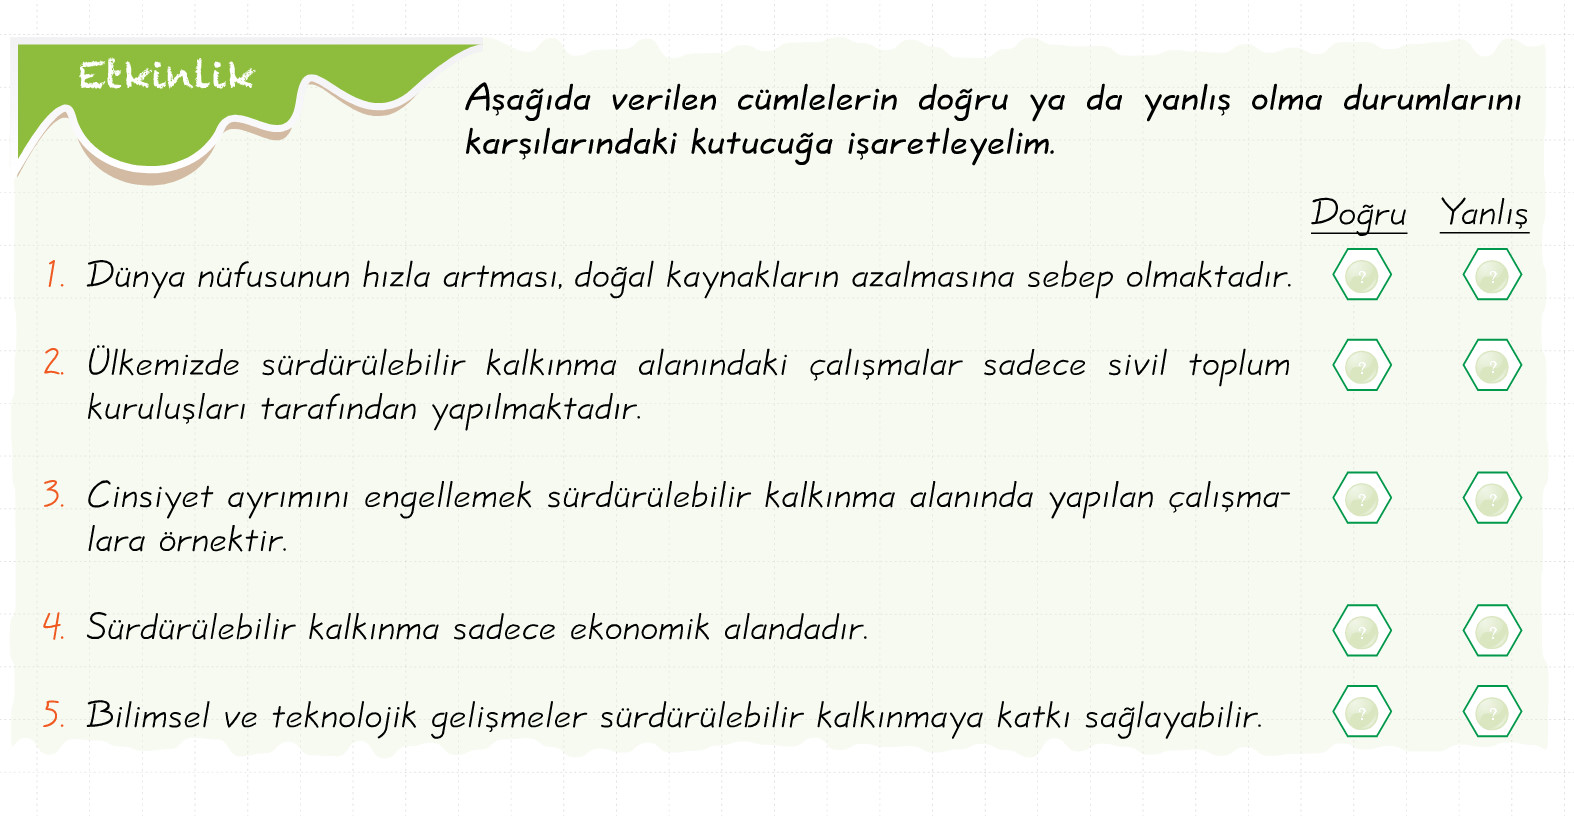 Etkinlik
Aşağıda verilen cümlelerin doğru ya da yanlış olma durumlarını
karşılarındaki kutucuğa işaretleyelim.
Doğru Yanlış
1. Dünya nüfusunun hızla artması, doğal kaynakların azalmasına sebep olmaktadır. ? ?
2. Ülkemizde sürdürülebilir kalkınma alanındaki çalışmalar sadece sivil toplum ? ?
kuruluşları tarafından yapılmaktadır.
3. Cinsiyet ayrımını engellemek sürdürülebilir kalkınma alanında yapılan çalışma- ? ?
lara örnektir.
4. Sürdürülebilir kalkınma sadece ekonomik alandadır. ? ?
5. Bilimsel ve teknolojik gelişmeler sürdürülebilir kalkınmaya katkı sağlayabilir. ? ?